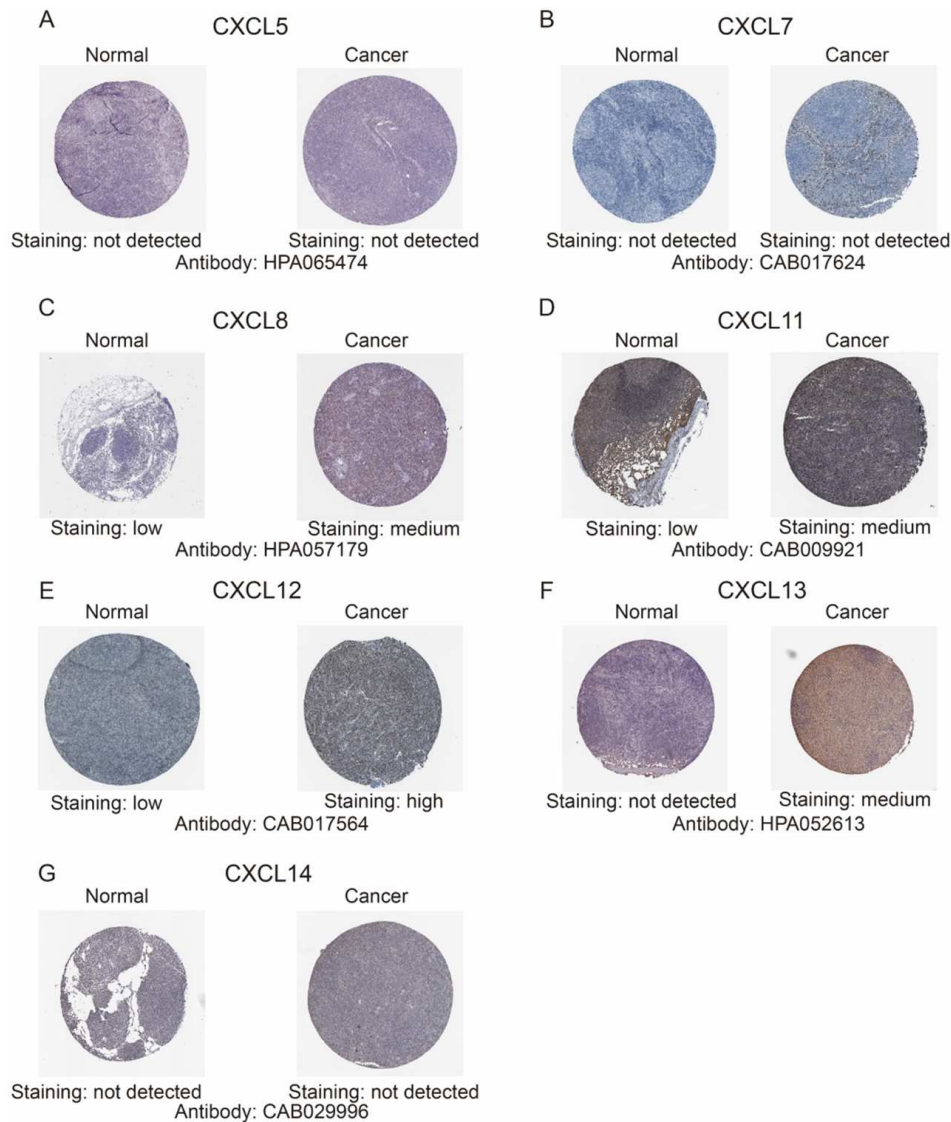 A
CXCL5
Normal
Cancer
Staining: not detected
Staining: not detected
Antibody: HPA065474
B
CXCL7
Normal
Cancer
Staining: not detected
Staining: not detected
Antibody: CAB017624
C
CXCL8
Normal
Cancer
Staining: low
Staining: medium
Antibody: HPA057179
D
CXCL11
Normal
Cancer
Staining: low
Staining: medium
Antibody: CAB009921
E
CXCL12
Normal
Cancer
Staining: low
Staining: high
Antibody: CAB017564
F
CXCL13
Normal
Cancer
Staining: not detected
Staining: medium
Antibody: HPA052613
G
CXCL14
Normal
Cancer
Staining: not detected
Staining: not detected
Antibody: CAB029996